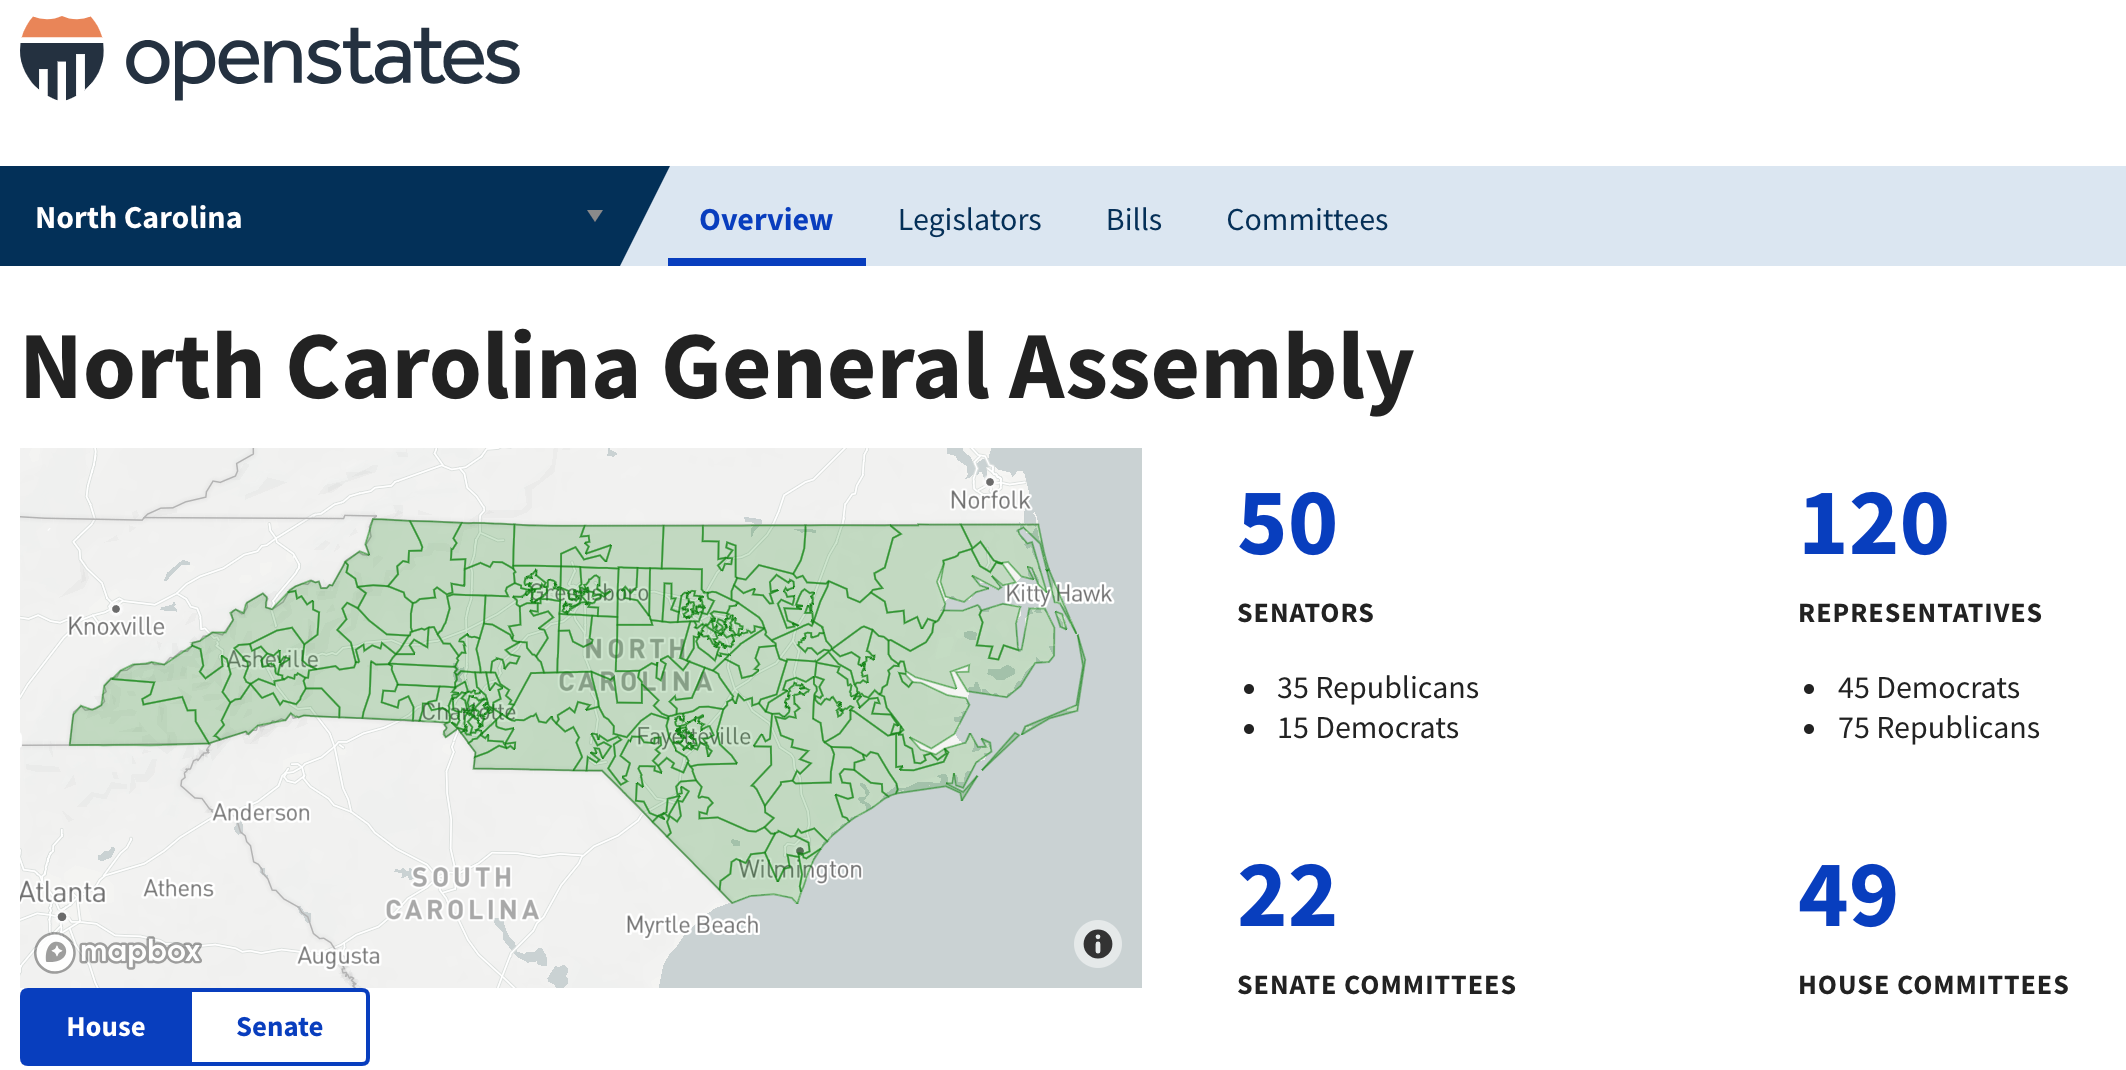 openstates
North Carolina
Overview
Legislators
Bills
Committees
North Carolina General Assembly
Norfolk
Kitty Hawk
Knoxville
Greensboro
NORTH
CAROLINA
Asheville
Charlotte
Fayetteville
Anderson
Wilmington
SOUTH
CAROLINA
Atlanta
Athens
Myrtle Beach
Augusta
mapbox
House
Senate
50
SENATORS
35 Republicans
15 Democrats
120
REPRESENTATIVES
45 Democrats
75 Republicans
22
SENATE COMMITTEES
49
HOUSE COMMITTEES